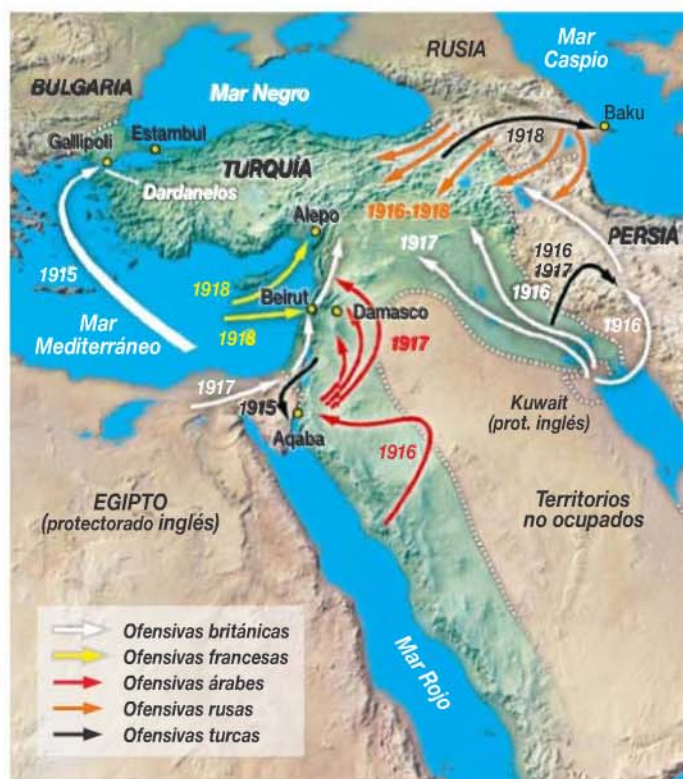 RUSIA
Mar
Caspio
BULGARIA
Mar Negro
Baku
Estambul
Gallípoli
1918
TURQUÍA
Dardanelos
1916-1918
Alepo
PERSIA
1917
1916
1917
1915
1918
1916
Beirut
Damasco
1916
Mar
Mediterráneo
1918
1917
1917
1915
Kuwait
(prot. inglés)
Aqaba
1916
EGIPTO
(protectorado inglés)
Territorios
no ocupados
Ofensivas británicas
Ofensivas francesas
Ofensivas árabes
Ofensivas rusas
Ofensivas turcas
Mar Rojo